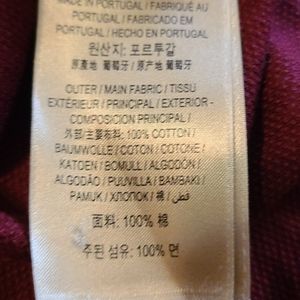 MADE IN PORTUGAL / FABRIQUÉ AU
PORTUGAL / FABRICADO EM
PORTUGAL / HECHO EN PORTUGAL
원산지: 포르투갈
原產地 葡萄牙 / 原产地 葡萄牙
OUTER / MAIN FABRIC / TISSU
EXTÉRIEUR / PRINCIPAL / EXTERIOR -
COMPOSICION PRINCIPAL /
外部/主要布料: 100% COTTON /
BAUMWOLLE / COTON / COTONE /
KATOEN / BOMULL / ALGODÓN /
ALGODÃO / PUUVILLA / BAMBAKI /
PAMUK / ХЛОПОК / 棉 / قطن /
面料: 100% 棉
주된 섬유: 100% 면